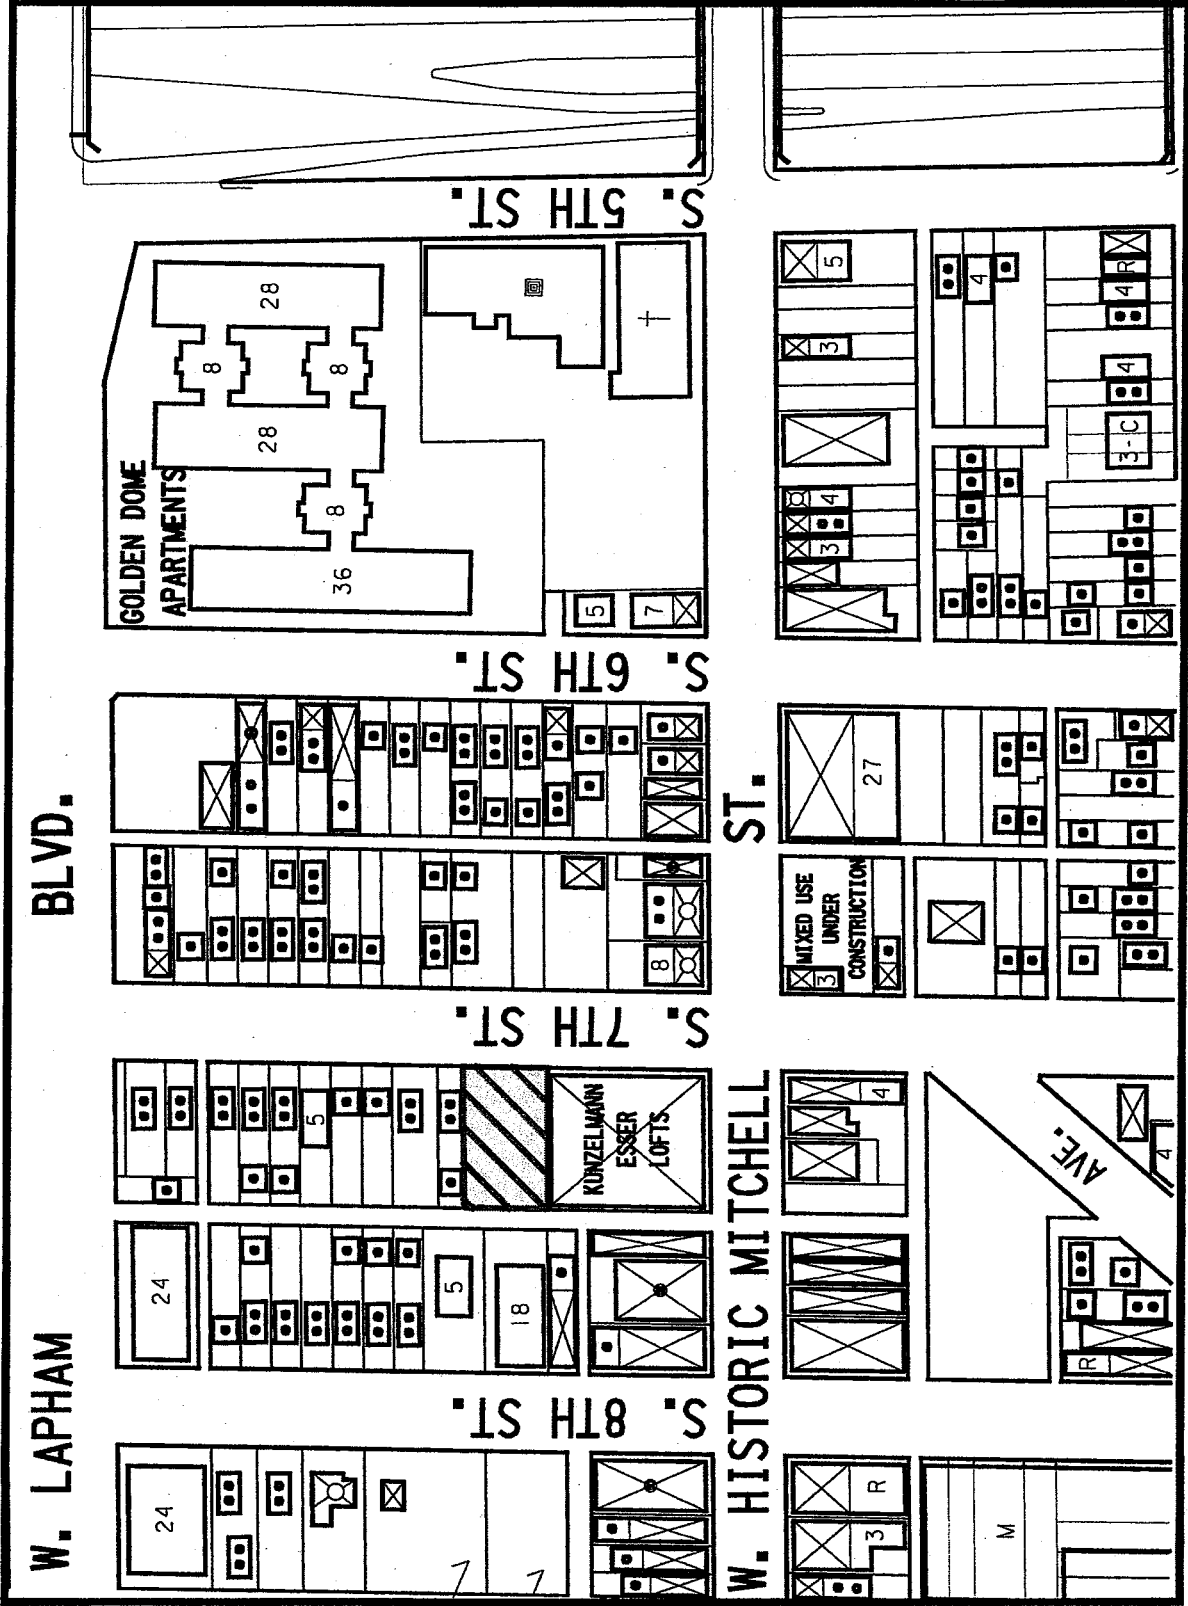 W. LAPHAM BLVD.
W. HISTORIC MITCHELL ST.
S. 5TH ST.
S. 6TH ST.
S. 7TH ST.
S. 8TH ST.
AVE.
GOLDEN DOME
APARTMENTS
28
8
8
28
8
36
5
7
5
3
4
3
4
R
4
4
3-C
27
MIXED USE
UNDER
CONSTRUCTION
3
8
5
KUNZELMANN
ESSER
LOFTS
4
4
24
5
18
R
24
R
3
M